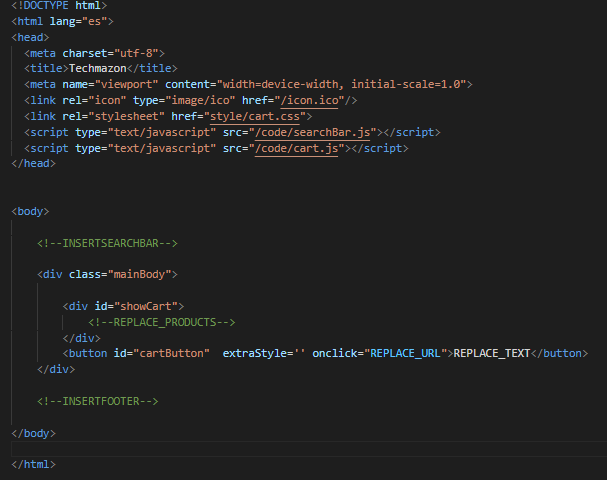 <!DOCTYPE html>
<html lang="es">
<head>
<meta charset="utf-8">
<title>Techmazon</title>
<meta name="viewport" content="width=device-width, initial-scale=1.0">
<link rel="icon" type="image/ico" href="/icon.ico"/>
<link rel="stylesheet" href="style/cart.css">
<script type="text/javascript" src="/code/searchBar.js"></script>
<script type="text/javascript" src="/code/cart.js"></script>
</head>
<body>
<!--INSERTSEARCHBAR-->
<div class="mainBody">
<div id="showCart">
<!--REPLACE_PRODUCTS-->
</div>
<button id="cartButton"  extraStyle='' onclick="REPLACE_URL">REPLACE_TEXT</button>
</div>
<!--INSERTFOOTER-->
</body>
</html>